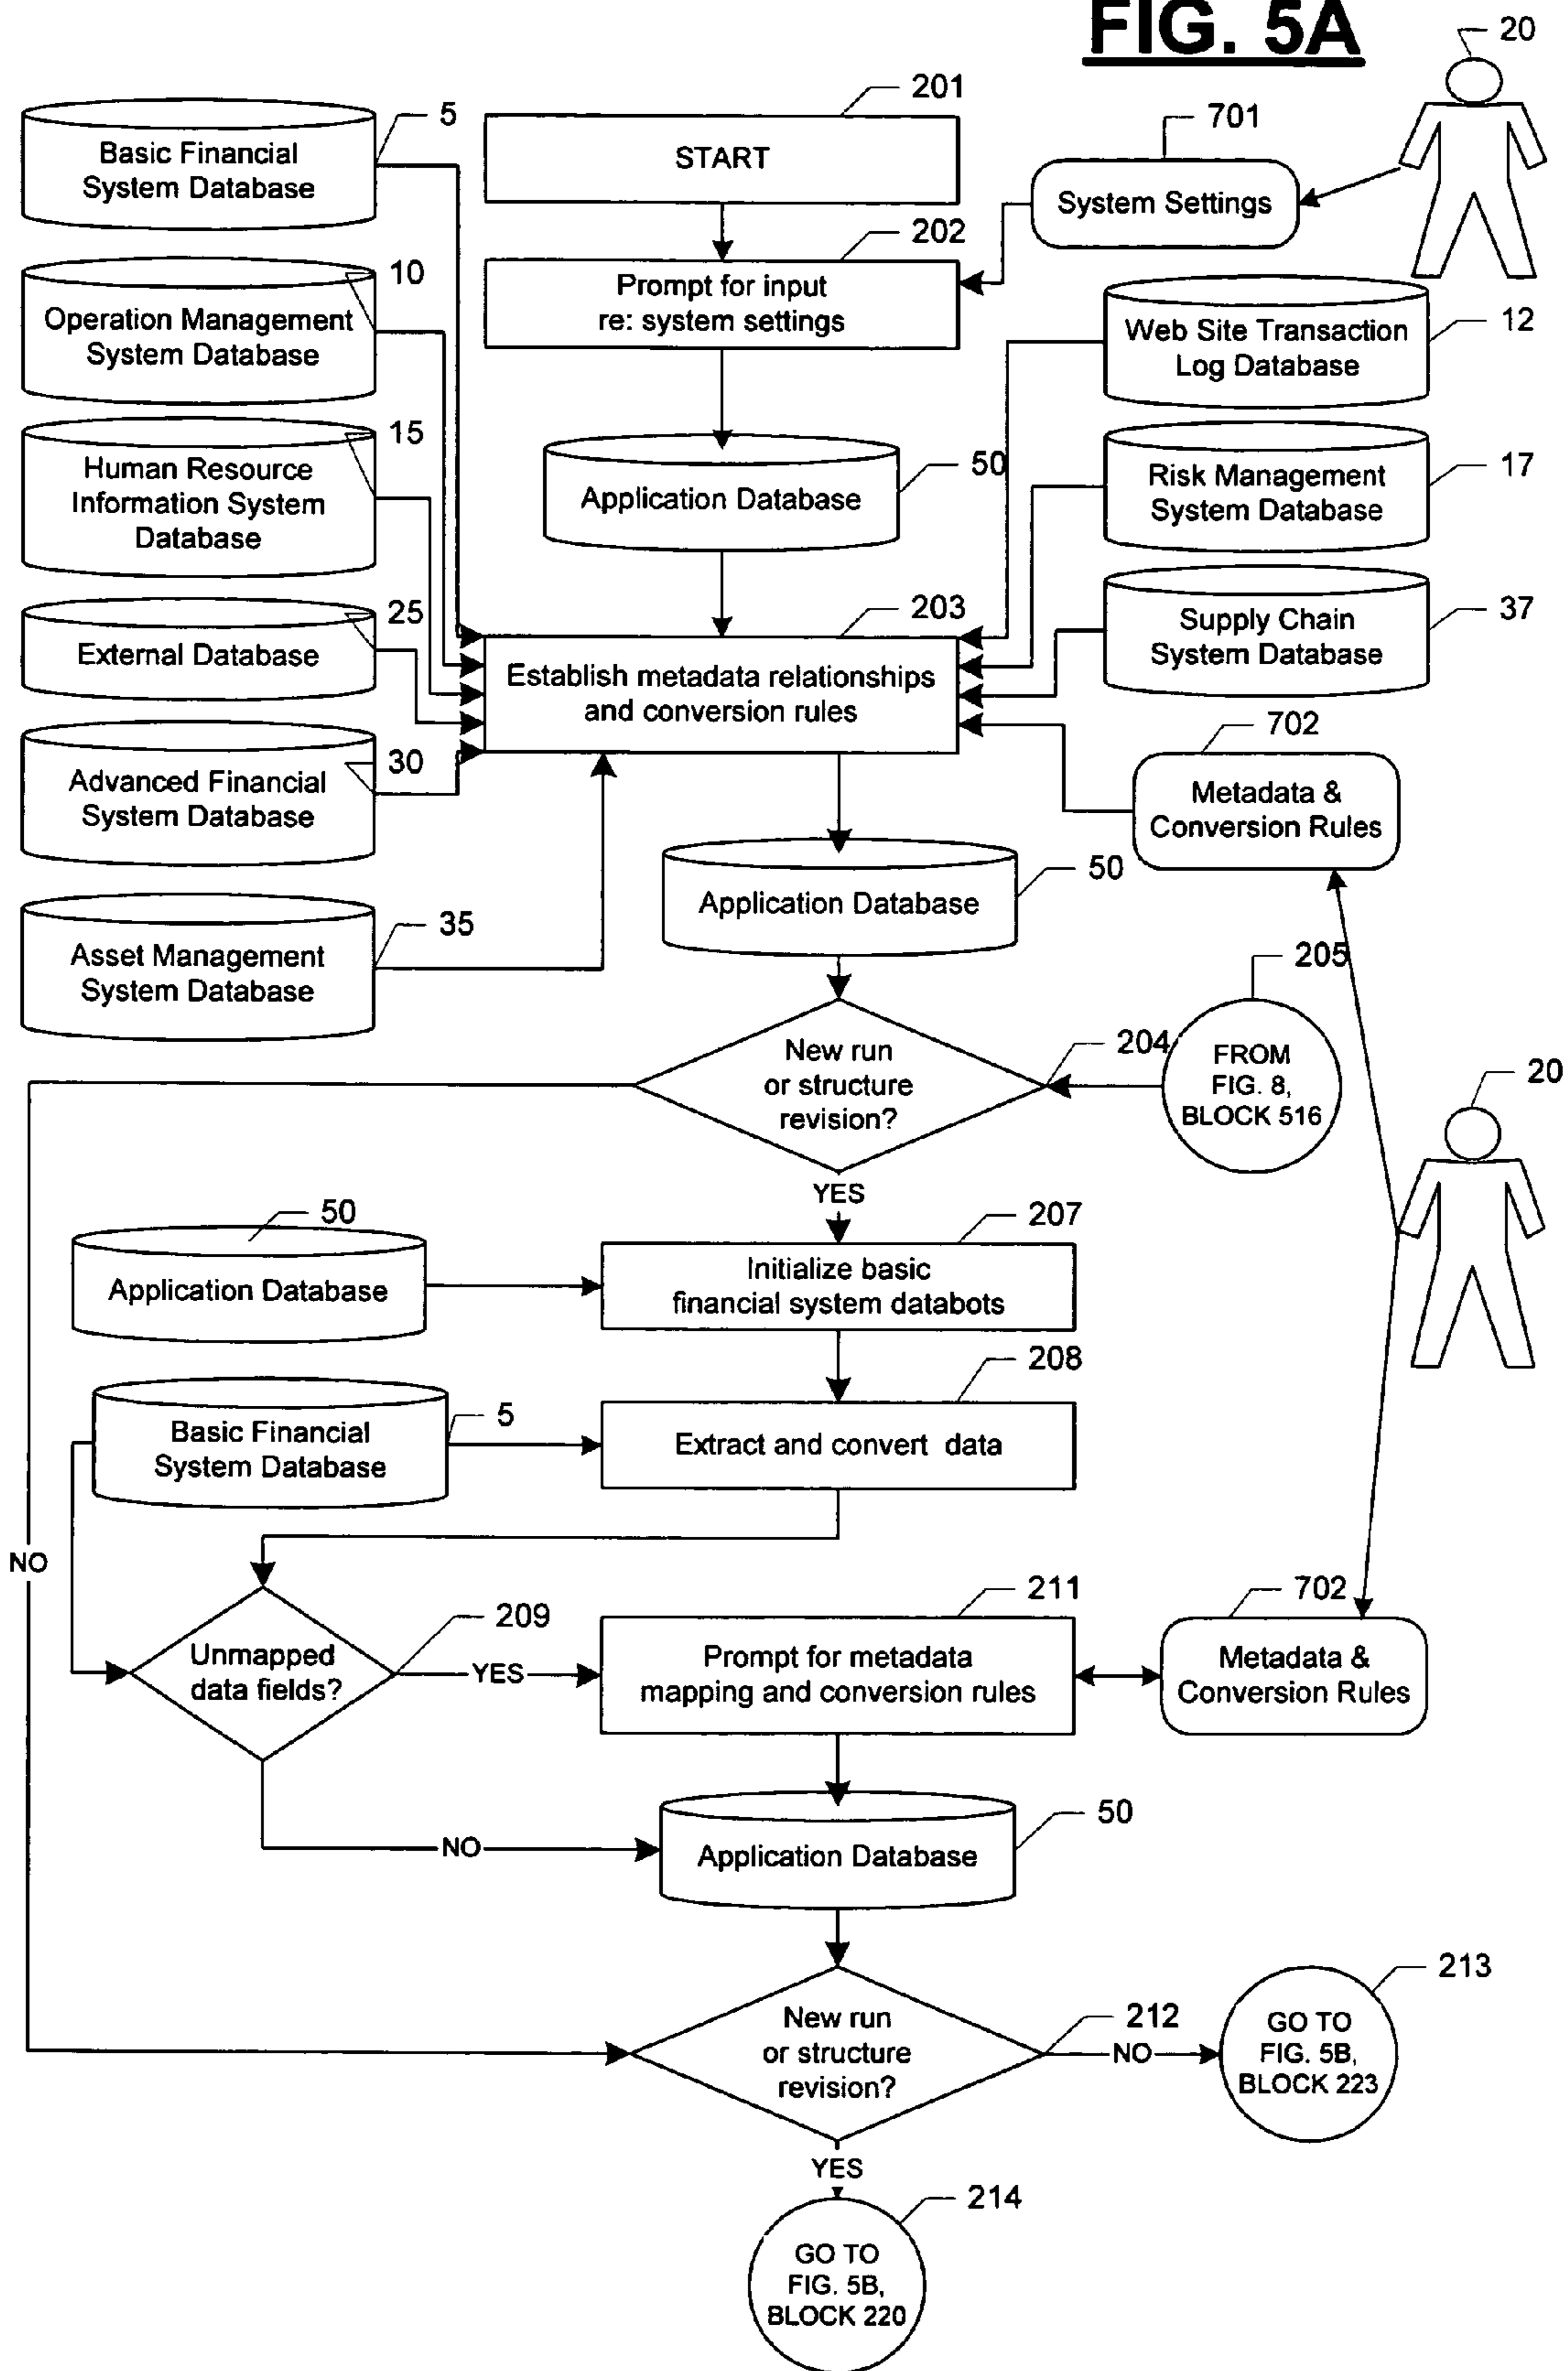 FIG. 5A
20
201
5
Basic Financial
System Database
START
701
System Settings
202
Prompt for input
re: system settings
10
Operation Management
System Database
12
Web Site Transaction
Log Database
15
Human Resource
Information System
Database
50
Application Database
17
Risk Management
System Database
25
External Database
203
Establish metadata relationships
and conversion rules
37
Supply Chain
System Database
30
Advanced Financial
System Database
702
Metadata &
Conversion Rules
50
Application Database
35
Asset Management
System Database
205
204
New run
or structure
revision?
FROM
FIG. 8,
BLOCK 516
20
YES
50
Application Database
207
Initialize basic
financial system databots
208
5
Basic Financial
System Database
Extract and convert data
NO
209
Unmapped
data fields?
YES
211
Prompt for metadata
mapping and conversion rules
702
Metadata &
Conversion Rules
NO
50
Application Database
213
212
New run
or structure
revision?
NO
GO TO
FIG. 5B,
BLOCK 223
YES
214
GO TO
FIG. 5B,
BLOCK 220